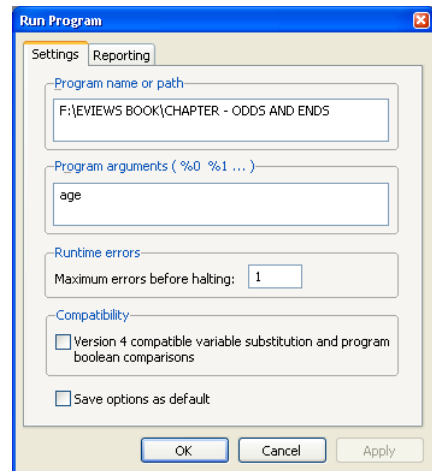 Run Program
Settings
Reporting
Program name or path
F:\EVIEWS BOOK\CHAPTER - ODDS AND ENDS
Program arguments ( %0 %1 ... )
age
Runtime errors
Maximum errors before halting:
1
Compatibility
Version 4 compatible variable substitution and program
boolean comparisons
Save options as default
OK
Cancel
Apply